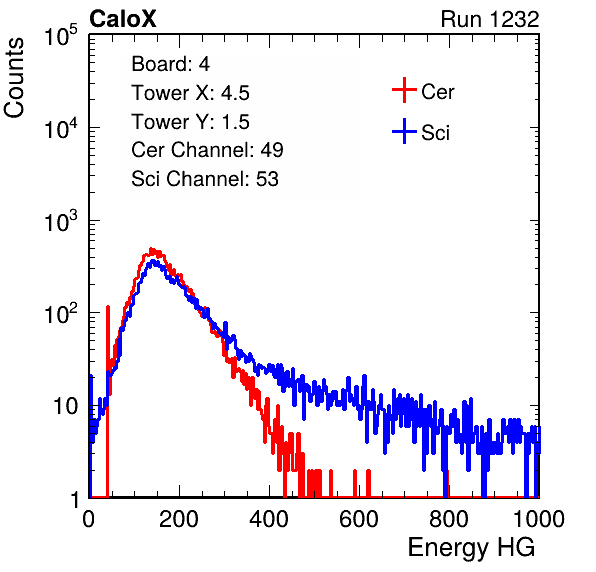 CaloX Run 1232
Counts
10^5
10^4
10^3
10^2
10
1
Board: 4
Tower X: 4.5
Tower Y: 1.5
Cer Channel: 49
Sci Channel: 53
Cer
Sci
0 200 400 600 800 1000
Energy HG